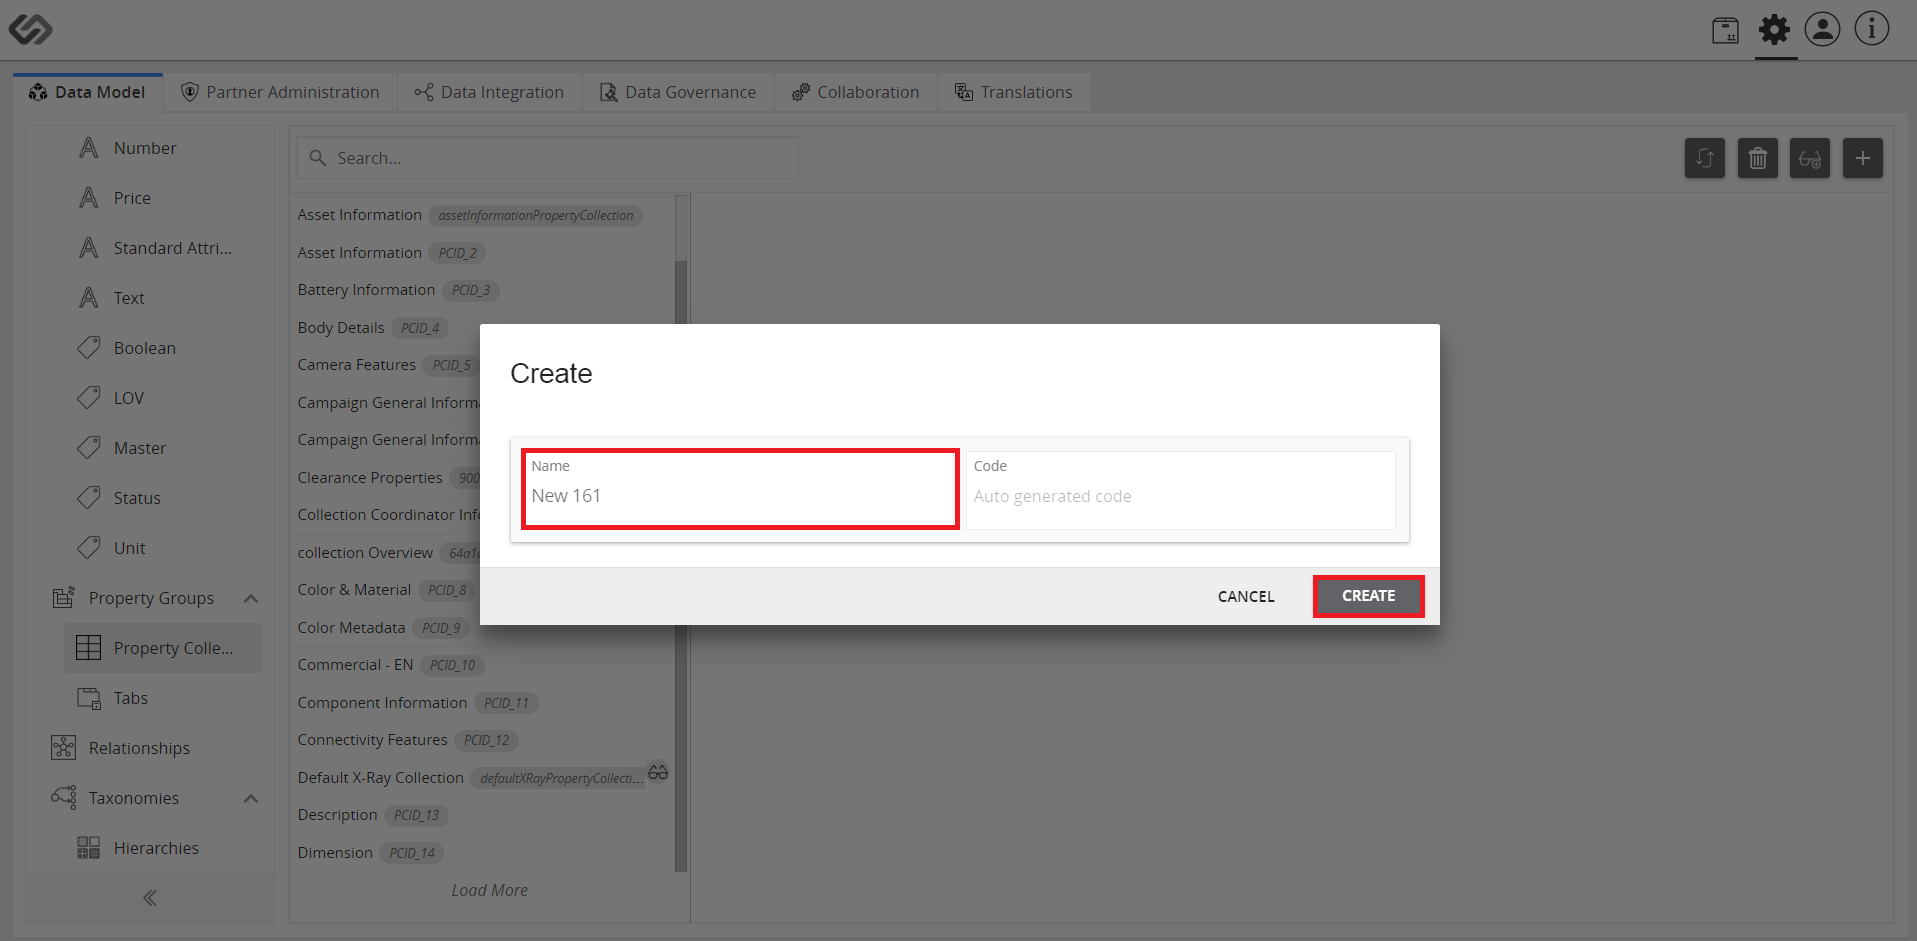 Data Model
Partner Administration
Data Integration
Data Governance
Collaboration
Translations
Number
Price
Standard Attri...
Text
Boolean
LOV
Master
Status
Unit
Property Groups
Property Colle...
Tabs
Relationships
Taxonomies
Hierarchies
Search...
Asset Information assetInformationPropertyCollection
Asset Information PCID_2
Battery Information PCID_3
Body Details PCID_4
Camera Features PCID_5
Campaign General Inform
Campaign General Inform
Clearance Properties 900
Collection Coordinator Inf
collection Overview 64a1
Color & Material PCID_8
Color Metadata PCID_9
Commercial - EN PCID_10
Component Information PCID_11
Connectivity Features PCID_12
Default X-Ray Collection defaultXRayPropertyCollecti...
Description PCID_13
Dimension PCID_14
Load More
Create
Name
New 161
Code
Auto generated code
CANCEL
CREATE